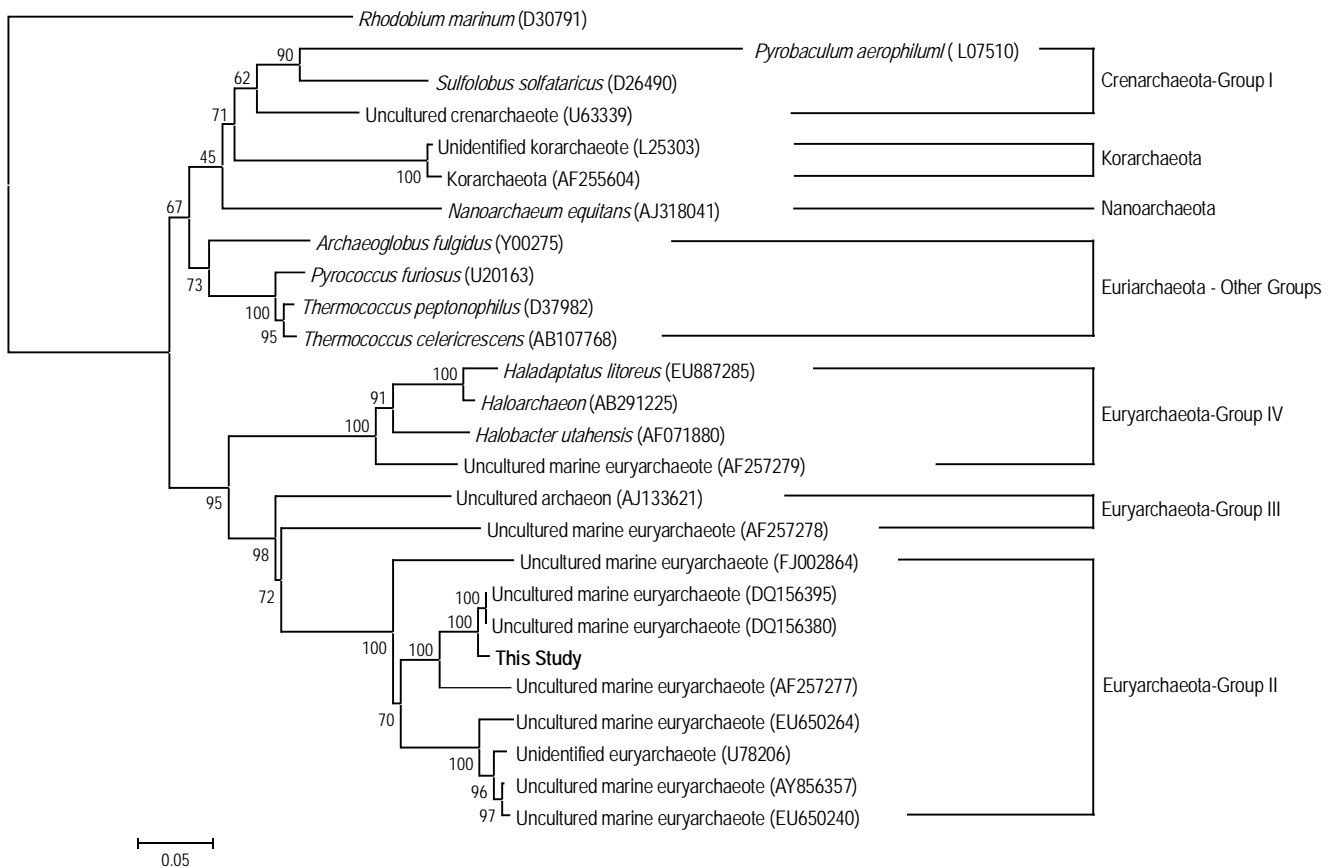 Rhodobium marinum (D30791)
90
Pyrobaculum aerophiluml ( L07510)
62
Sulfolobus solfataricus (D26490)
Crenarchaeota-Group I
71
Uncultured crenarchaeote (U63339)
Unidentified korarchaeote (L25303)
45
Korarchaeota
100
Korarchaeota (AF255604)
67
Nanoarchaeum equitans (AJ318041)
Nanoarchaeota
Archaeoglobus fulgidus (Y00275)
73
Pyrococcus furiosus (U20163)
Euriarchaeota - Other Groups
100
Thermococcus peptonophilus (D37982)
95
Thermococcus celericrescens (AB107768)
100
Haladaptatus litoreus (EU887285)
91
Haloarchaeon (AB291225)
Euryarchaeota-Group IV
100
Halobacter utahensis (AF071880)
Uncultured marine euryarchaeote (AF257279)
95
Uncultured archaeon (AJ133621)
Euryarchaeota-Group III
98
Uncultured marine euryarchaeote (AF257278)
72
Uncultured marine euryarchaeote (FJ002864)
100
Uncultured marine euryarchaeote (DQ156395)
100
Uncultured marine euryarchaeote (DQ156380)
100
100
This Study
Uncultured marine euryarchaeote (AF257277)
Euryarchaeota-Group II
70
Uncultured marine euryarchaeote (EU650264)
100
Unidentified euryarchaeote (U78206)
96
Uncultured marine euryarchaeote (AY856357)
97
Uncultured marine euryarchaeote (EU650240)
0.05